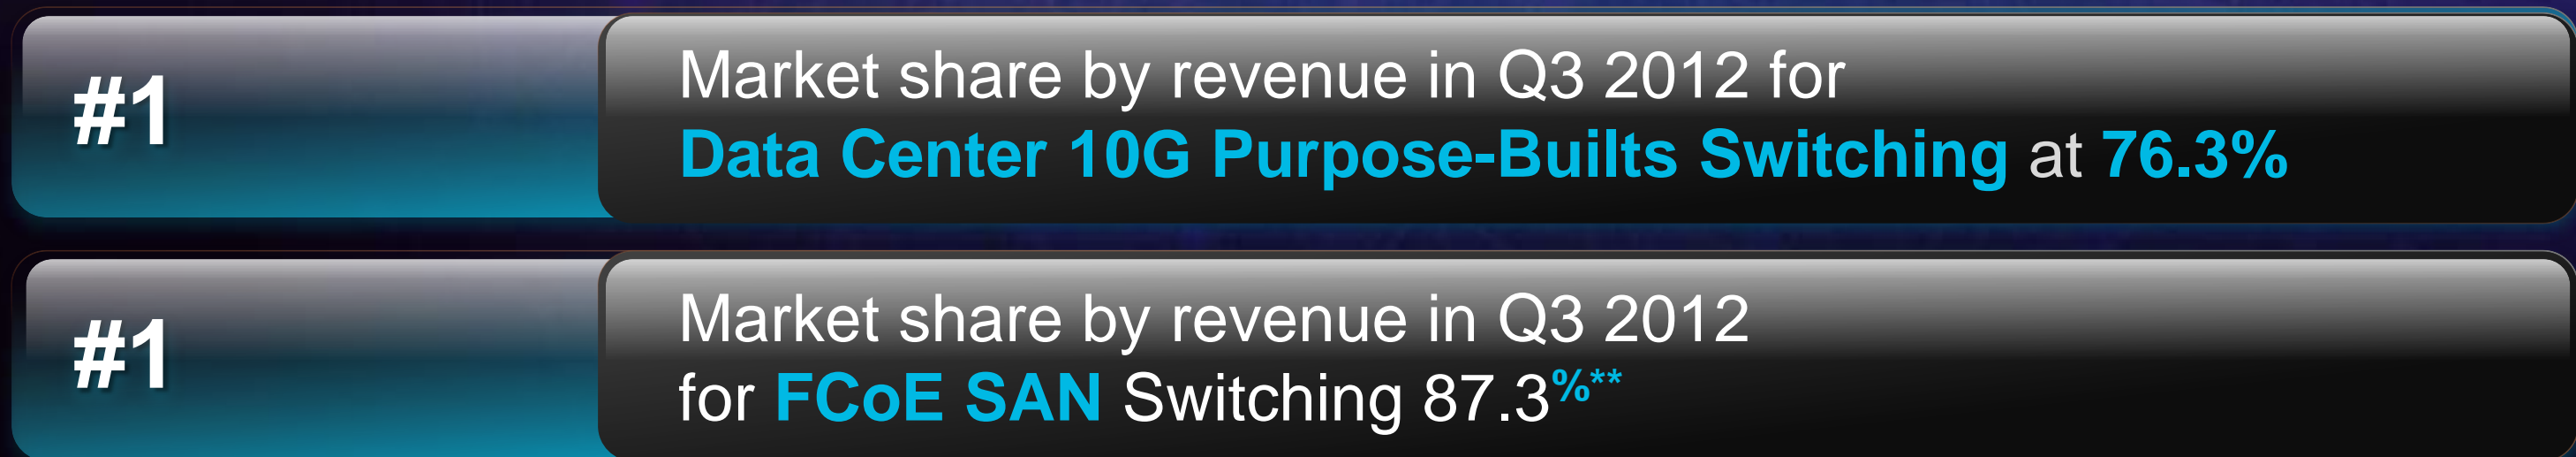 #1
Market share by revenue in Q3 2012 for
Data Center 10G Purpose-Builts Switching at 76.3%
#1
Market share by revenue in Q3 2012
for FCoE SAN Switching 87.3%**